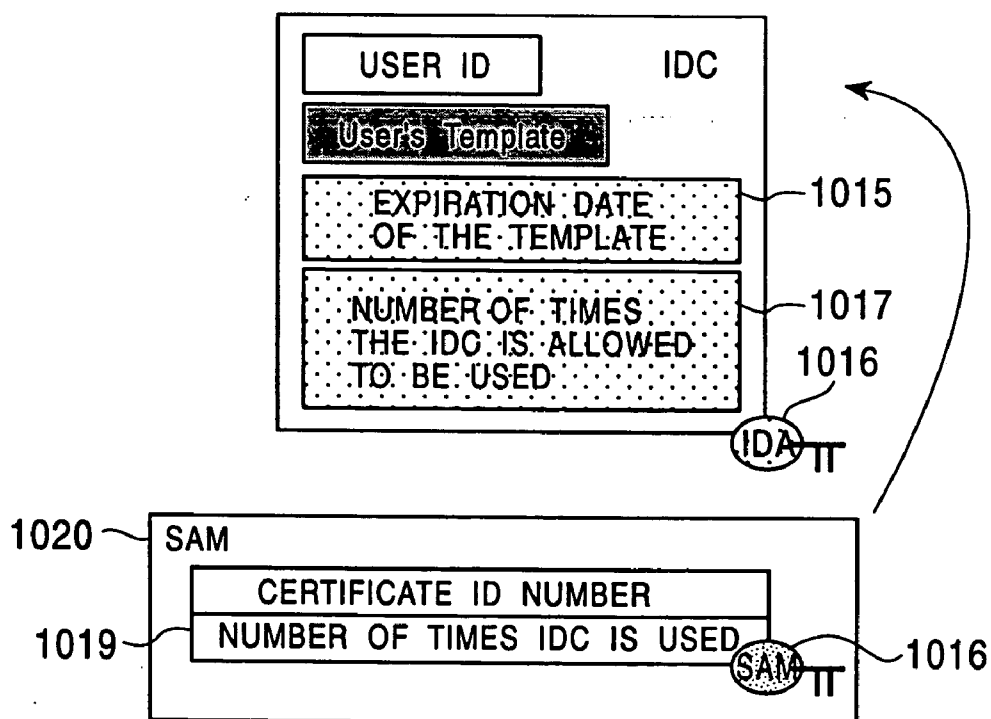 USER ID
IDC
User's Template
EXPIRATION DATE
OF THE TEMPLATE
1015
NUMBER OF TIMES
THE IDC IS ALLOWED
TO BE USED
1017
1016
IDA
1020
SAM
CERTIFICATE ID NUMBER
1019
NUMBER OF TIMES IDC IS USED
SAM
1016